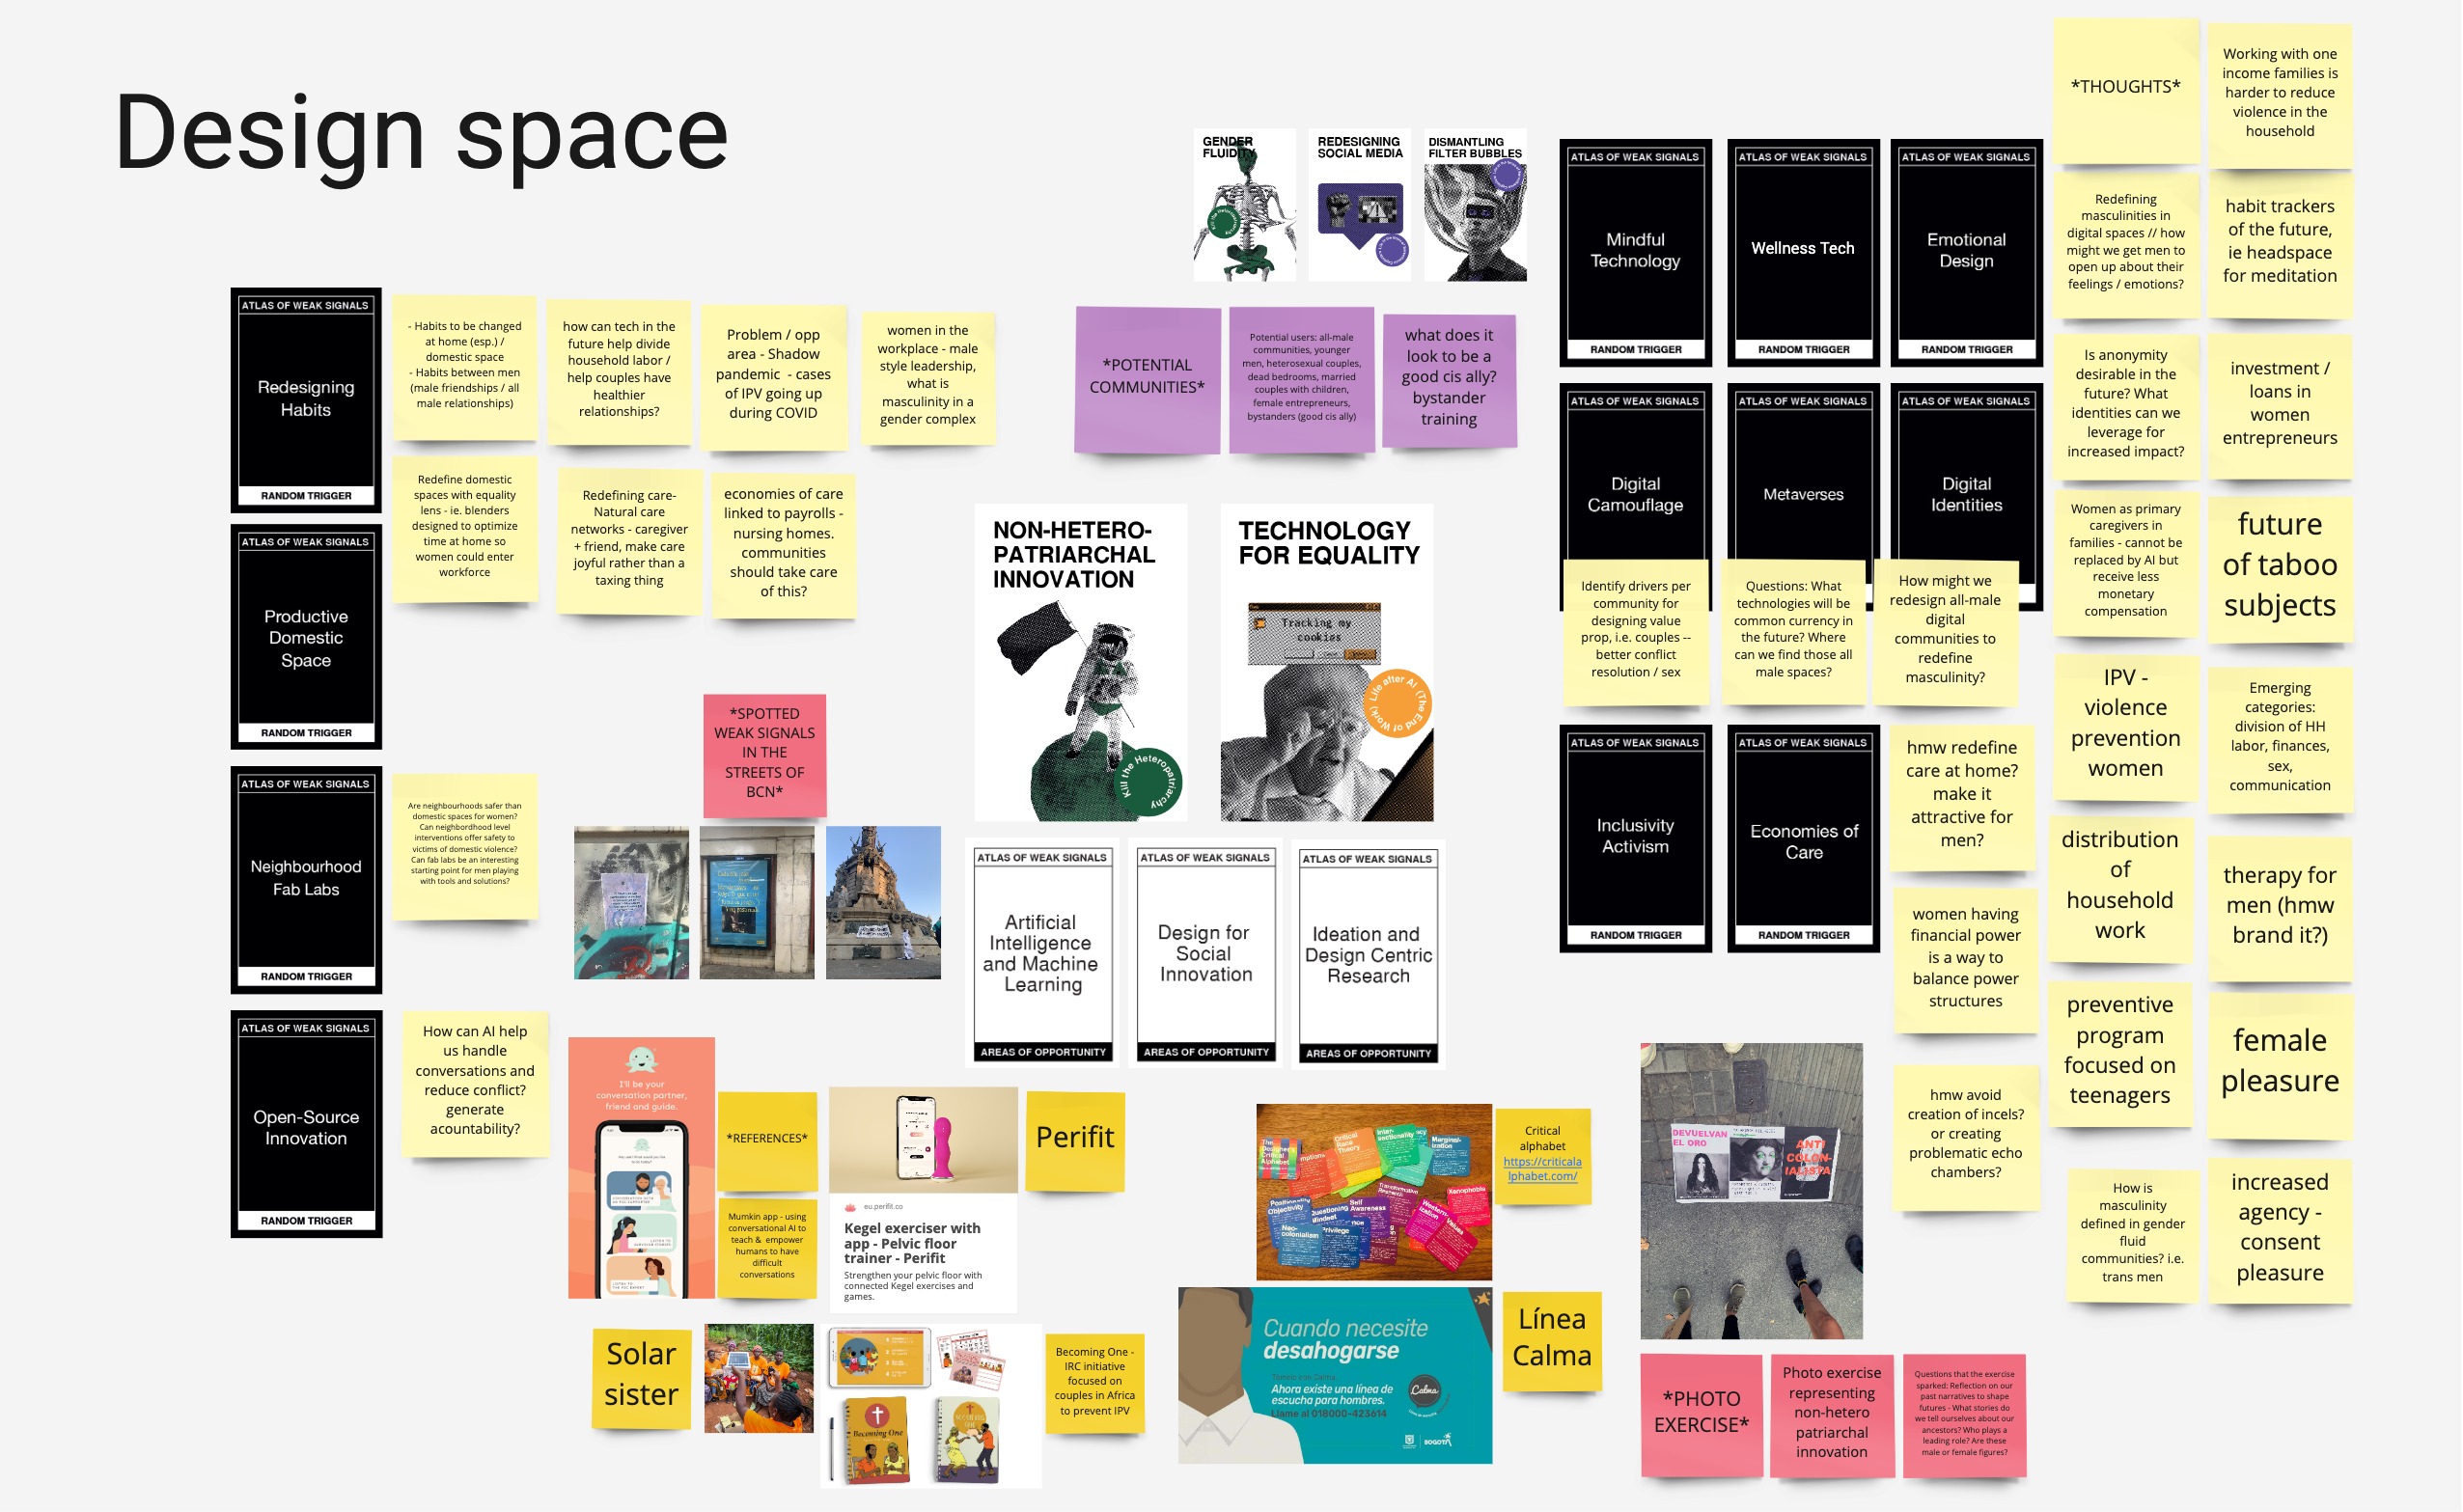 Design space
GENDER
FLUIDITY
REDESIGNING
SOCIAL MEDIA
DISMANTLING
FILTER BUBBLES
ATLAS OF WEAK SIGNALS
Mindful
Technology
RANDOM TRIGGER
ATLAS OF WEAK SIGNALS
Wellness Tech
RANDOM TRIGGER
ATLAS OF WEAK SIGNALS
Emotional
Design
RANDOM TRIGGER
*THOUGHTS*
Working with one
income families is
harder to reduce
violence in the
household
Redefining
masculinities in
digital spaces // how
might we get men to
open up about their
feelings / emotions?
habit trackers
of the future,
ie headspace
for meditation
ATLAS OF WEAK SIGNALS
Redesigning
Habits
RANDOM TRIGGER
- Habits to be changed
at home (esp.) /
domestic space
- Habits between men
(male friendships / all
male relationships)
how can tech in the
future help divide
household labor /
help couples have
healthier
relationships?
Problem / opp
area - Shadow
pandemic - cases
of IPV going up
during COVID
women in the
workplace - male
style leadership,
what is
masculinity in a
gender complex
*POTENTIAL
COMMUNITIES*
Potential users: all-male
communities, younger
men, heterosexual couples,
dead bedrooms, married
couples with children,
female entrepreneurs,
bystanders (good cis ally)
what does it
look to be a
good cis ally?
bystander
training
Is anonymity
desirable in the
future? What
identities can we
leverage for
increased impact?
investment /
loans in
women
entrepreneurs
Redefine domestic
spaces with equality
lens - ie. blenders
designed to optimize
time at home so
women could enter
workforce
Redefining care-
Natural care
networks - caregiver
+ friend, make care
joyful rather than a
taxing thing
economies of care
linked to payrolls -
nursing homes.
communities
should take care
of this?
ATLAS OF WEAK SIGNALS
Digital
Camouflage
ATLAS OF WEAK SIGNALS
Metaverses
ATLAS OF WEAK SIGNALS
Digital
Identities
Women as primary
caregivers in
families - cannot be
replaced by AI but
receive less
monetary
compensation
future
of taboo
subjects
ATLAS OF WEAK SIGNALS
Productive
Domestic
Space
RANDOM TRIGGER
NON-HETERO-
PATRIARCHAL
INNOVATION
Kill the Heteropatriarchy
TECHNOLOGY
FOR EQUALITY
Tracking my
cookies
Life after AI (The End of Work)
Identify drivers per
community for
designing value
prop, i.e. couples --
better conflict
resolution / sex
Questions: What
technologies will be
common currency in
the future? Where
can we find those all
male spaces?
How might we
redesign all-male
digital
communities to
redefine
masculinity?
IPV -
violence
prevention
women
Emerging
categories:
division of HH
labor, finances,
sex,
communication
*SPOTTED
WEAK SIGNALS
IN THE
STREETS OF
BCN*
ATLAS OF WEAK SIGNALS
Inclusivity
Activism
RANDOM TRIGGER
ATLAS OF WEAK SIGNALS
Economies of
Care
RANDOM TRIGGER
hmw redefine
care at home?
make it
attractive for
men?
distribution
of
household
work
therapy for
men (hmw
brand it?)
ATLAS OF WEAK SIGNALS
Neighbourhood
Fab Labs
RANDOM TRIGGER
Are neighbourhoods safer than
domestic spaces for women?
Can neighbordhood level
interventions offer safety to
victims of domestic violence?
Can fab labs be an interesting
starting point for men playing
with tools and solutions?
ATLAS OF WEAK SIGNALS
Artificial
Intelligence
and Machine
Learning
AREAS OF OPPORTUNITY
ATLAS OF WEAK SIGNALS
Design for
Social
Innovation
AREAS OF OPPORTUNITY
ATLAS OF WEAK SIGNALS
Ideation and
Design Centric
Research
AREAS OF OPPORTUNITY
women having
financial power
is a way to
balance power
structures
preventive
program
focused on
teenagers
female
pleasure
ATLAS OF WEAK SIGNALS
Open-Source
Innovation
RANDOM TRIGGER
How can AI help
us handle
conversations and
reduce conflict?
generate
acountability?
I'll be your
conversation partner,
friend and guide.
*REFERENCES*
Mumkin app - using
conversational AI to
teach & empower
humans to have
difficult
conversations
eu.perifit.co
Kegel exerciser with
app - Pelvic floor
trainer - Perifit
Strengthen your pelvic floor with
connected Kegel exercises and
games.
Perifit
The
Designer's
Critical
Alphabet
Critical
Race
Theory
Positionality
Objectivity
Self
Awareness
Privilege
Xenophobia
Critical
alphabet
https://criticala
lphabet.com/
DEVUELVAN
EL ORO
ANTI
COLON-
IALISTA
hmw avoid
creation of incels?
or creating
problematic echo
chambers?
How is
masculinity
defined in gender
fluid
communities? i.e.
trans men
increased
agency -
consent
pleasure
Solar
sister
Becoming One
Becoming One -
IRC initiative
focused on
couples in Africa
to prevent IPV
Cuando necesite
desahogarse
Ahora existe una línea de
escucha para hombres.
Llame al 018000-423614
Calma
BOGOTÁ
Línea
Calma
*PHOTO
EXERCISE*
Photo exercise
representing
non-hetero
patriarchal
innovation
Questions that the exercise
sparked: Reflection on our
past narratives to shape
futures - What stories do
we tell ourselves about our
ancestors? Who plays a
leading role? Are these
male or female figures?